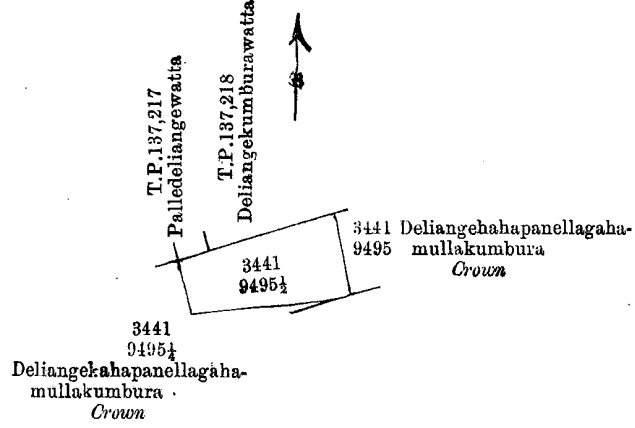 T.P.137,217
Palledeliangewatta
T.P.137,218
Deliangekumburawatta
3441 Deliangehahapanellagaha-
9495 mullakumbura
Crown
3441
9495½
3441
9495¼
Deliangekahapanellagaha-
mullakumbura
Crown